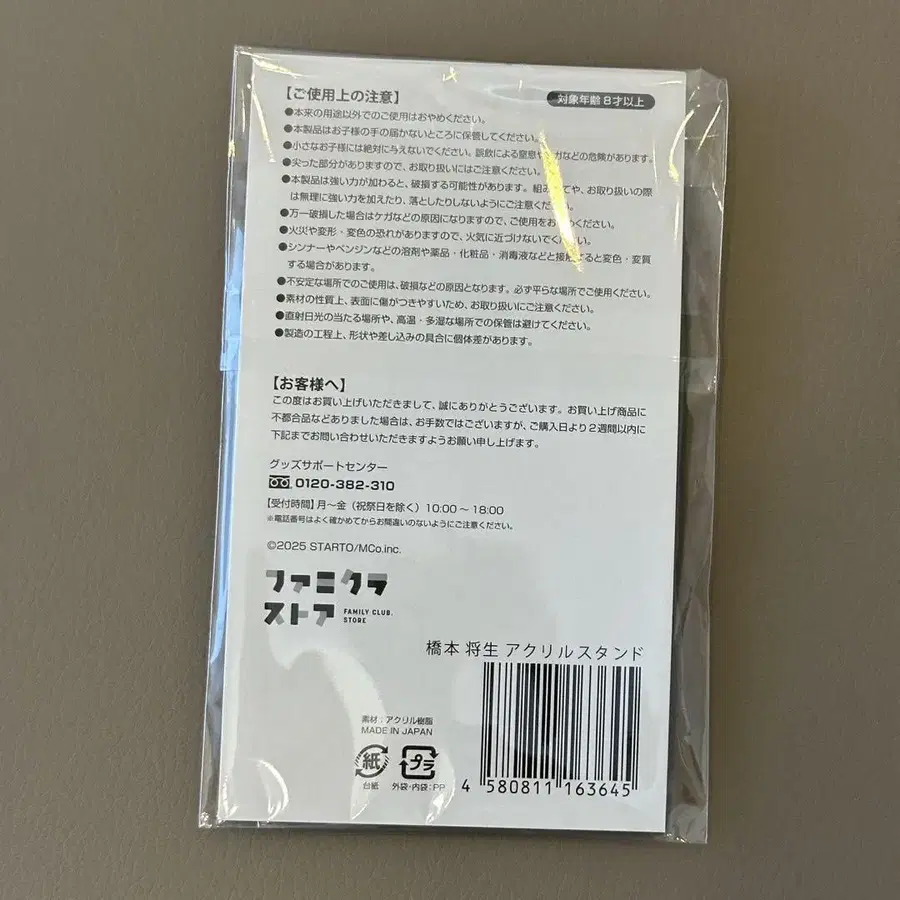 【ご使用上の注意】
対象年齢 8才以上
●本来の用途以外でのご使用はおやめください。
●本製品はお子様の手の届かないところに保管してください。
●小さなお子様には絶対に与えないでください。誤飲による窒息やケガなどの危険があります。
●尖った部分がありますので、お取り扱いにはご注意ください。
●本製品は強い力が加わると、破損する可能性があります。組み立てや、お取り扱いの際
は無理に強い力を加えたり、落としたりしないようにご注意ください。
●万一破損した場合はケガなどの原因になりますので、ご使用をおやめください。
●火災や変形・変色の恐れがありますので、火気に近づけないでください。
●シンナーやベンジンなどの溶剤や薬品・化粧品・消毒液などと接触すると変色・変質
する場合があります。
●不安定な場所でのご使用は、破損などの原因となります。必ず平らな場所でご使用ください。
●素材の性質上、表面に傷がつきやすいため、お取り扱いにご注意ください。
●直射日光の当たる場所や、高温・多湿な場所での保管は避けてください。
●製造の工程上、形状や差し込みの具合に個体差があります。
【お客様へ】
この度はお買い上げいただきまして、誠にありがとうございます。お買い上げ商品に
不都合品などありました場合は、お手数ではございますが、ご購入日より2週間以内に
下記までお問い合わせいただきますようお願い申し上げます。
グッズサポートセンター
0120-382-310
【受付時間】月〜金（祝祭日を除く）10:00 〜 18:00
※電話番号はよく確かめてからお間違いのないようにご注意ください。
©2025 STARTO/MCo.inc.
ファミクラ
ストア FAMILY CLUB.
STORE
橋本 将生 アクリルスタンド
素材：アクリル樹脂
MADE IN JAPAN
紙 プラ
台紙 外袋・内袋：PP
4 580811 163645